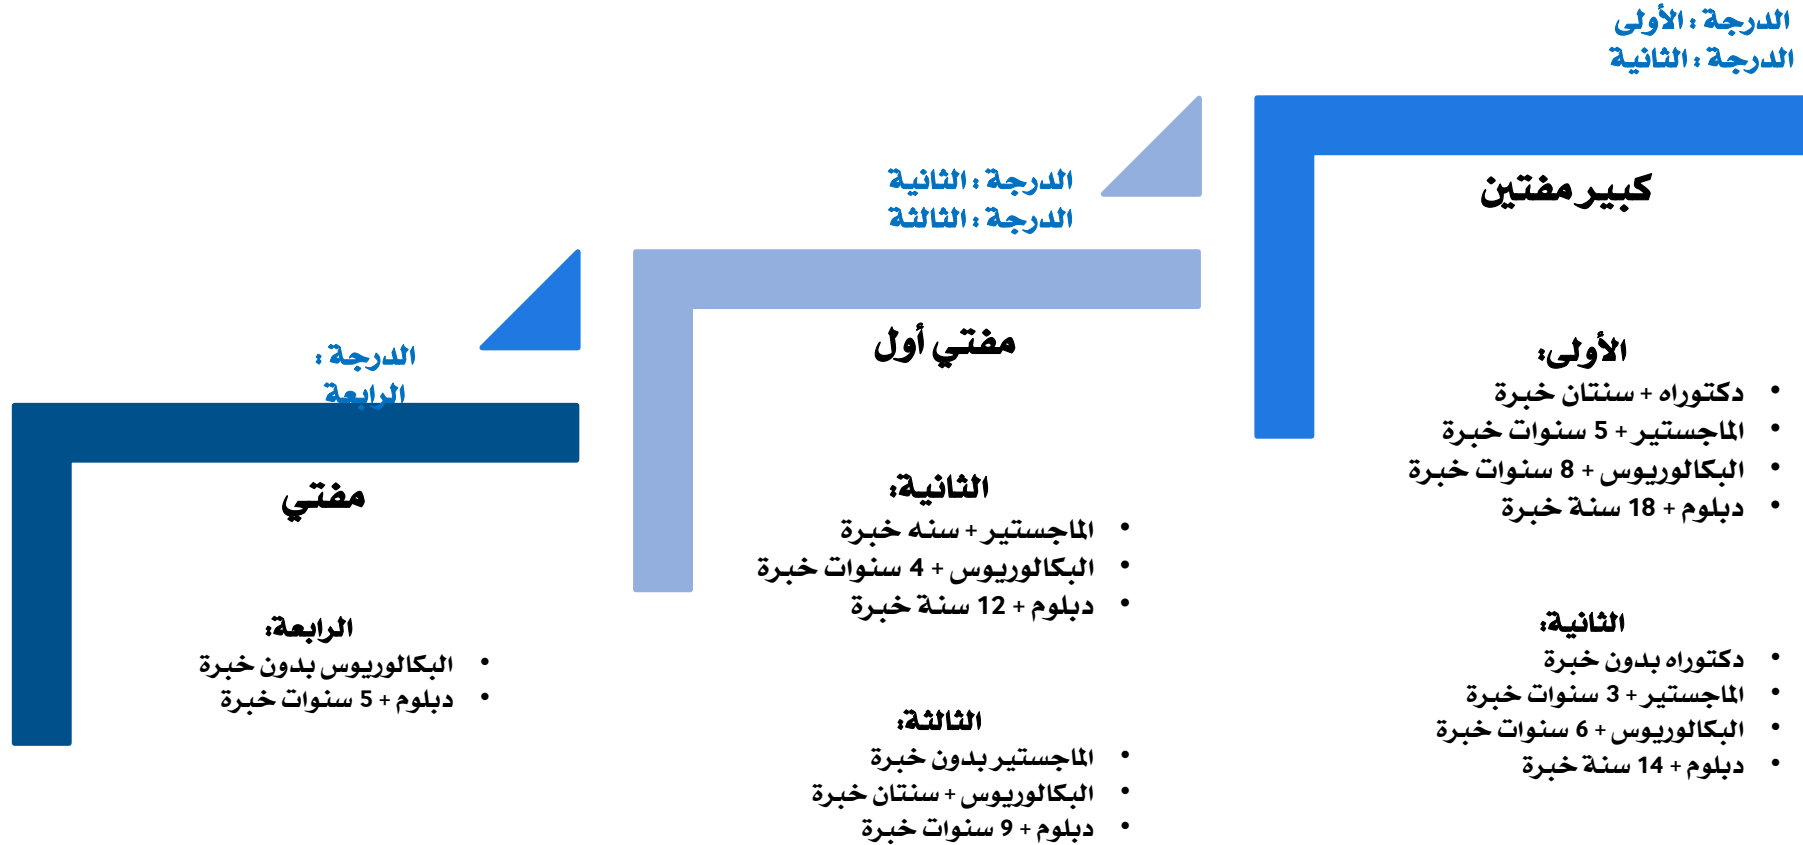 الدرجة : الأولى
الدرجة : الثانية
كبير مفتين
الأولى:
• دكتوراه + سنتان خبرة
• الماجستير + 5 سنوات خبرة
• البكالوريوس + 8 سنوات خبرة
• دبلوم + 18 سنة خبرة
الثانية:
• دكتوراه بدون خبرة
• الماجستير + 3 سنوات خبرة
• البكالوريوس + 6 سنوات خبرة
• دبلوم + 14 سنة خبرة
الدرجة : الثانية
الدرجة : الثالثة
مفتي أول
الثانية:
• الماجستير + سنه خبرة
• البكالوريوس + 4 سنوات خبرة
• دبلوم + 12 سنة خبرة
الثالثة:
• الماجستير بدون خبرة
• البكالوريوس + سنتان خبرة
• دبلوم + 9 سنوات خبرة
الدرجة :
الرابعة
مفتي
الرابعة:
• البكالوريوس بدون خبرة
• دبلوم + 5 سنوات خبرة